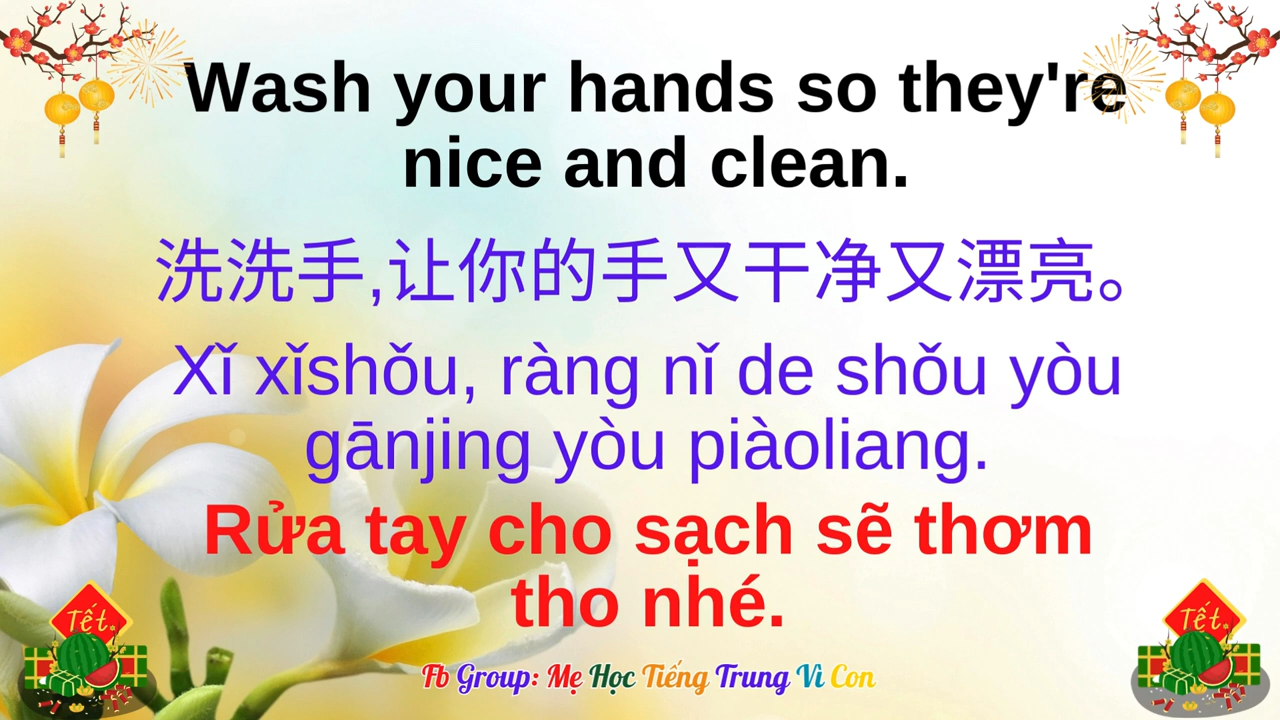 Wash your hands so they're
nice and clean.
洗洗手,让你的手又干净又漂亮。
Xǐ xǐshǒu, ràng nǐ de shǒu yòu
gānjing yòu piàoliang.
Rửa tay cho sạch sẽ thơm
tho nhé.
Tết
Tết
Fb Group: Mẹ Học Tiếng Trung Vì Con